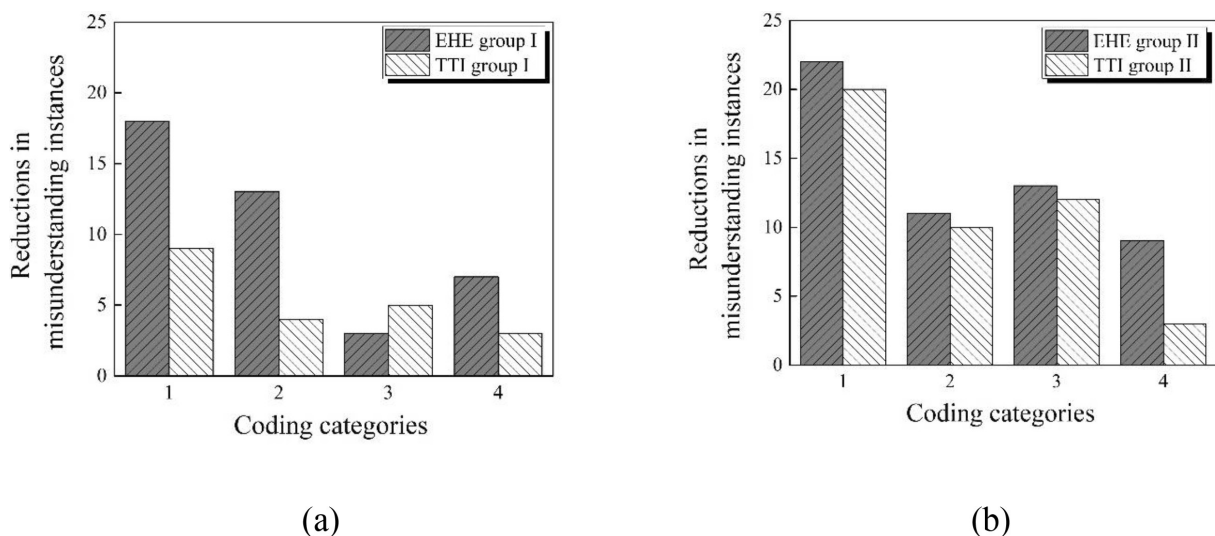 25
20
15
10
5
0
Reductions in
misunderstanding instances
EHE group I
TTI group I
1 2 3 4
Coding categories
(a)
25
20
15
10
5
0
Reductions in
misunderstanding instances
EHE group II
TTI group II
1 2 3 4
Coding categories
(b)